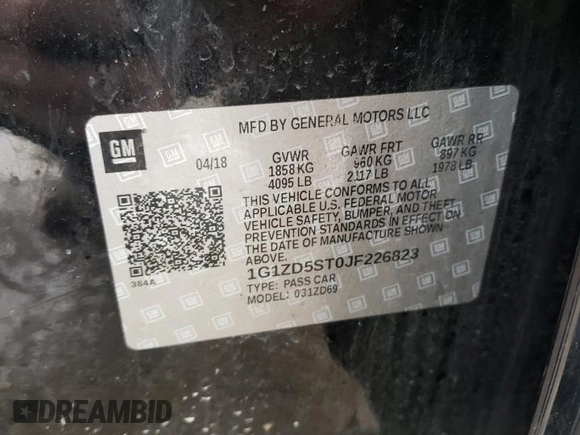 GM
MFD BY GENERAL MOTORS LLC
04/18
GVWR GAWR FRT GAWR RR
1858 KG 960 KG 897 KG
4095 LB 2117 LB 1978 LB
THIS VEHICLE CONFORMS TO ALL
APPLICABLE U.S. FEDERAL MOTOR
VEHICLE SAFETY, BUMPER, AND THEFT
PREVENTION STANDARDS IN EFFECT ON
THE DATE OF MANUFACTURE SHOWN
ABOVE.
384A
1G1ZD5ST0JF226823
TYPE: PASS CAR
MODEL: 031ZD69
DREAMBID